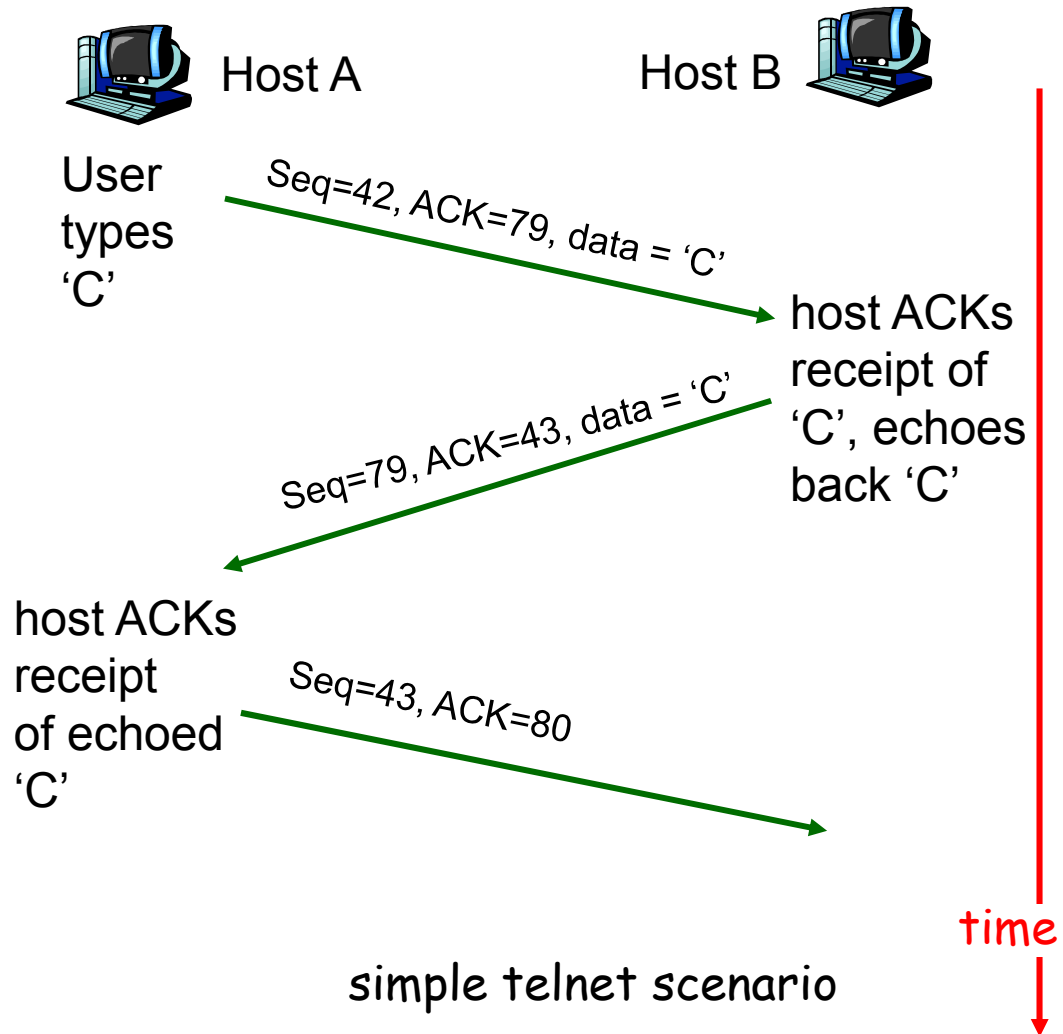 Host A
Host B
User
types
‘C’
Seq=42, ACK=79, data = ‘C’
host ACKs
receipt of
‘C’, echoes
back ‘C’
Seq=79, ACK=43, data = ‘C’
host ACKs
receipt
of echoed
‘C’
Seq=43, ACK=80
time
simple telnet scenario